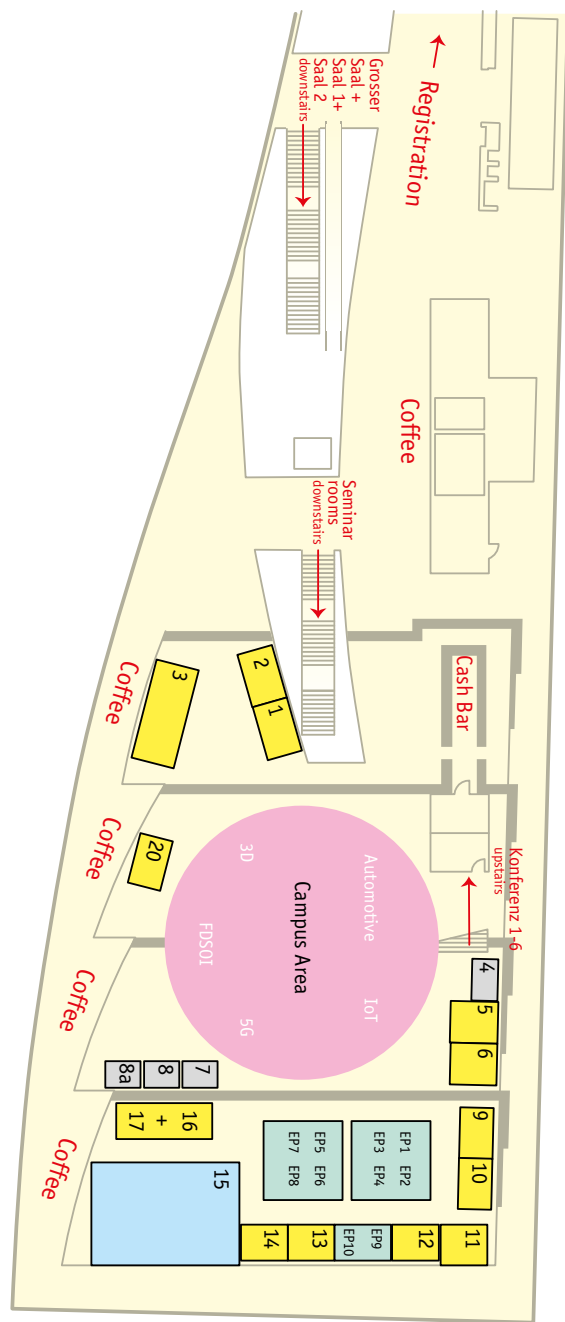 Registration
Grosser
Saal +
Saal 1+
Saal 2
downstairs
Coffee
Seminar
rooms
downstairs
Cash Bar
Coffee
3
2
1
Konferenz 1-6
upstairs
Coffee
20
Campus Area
3D
Automotive
FDSOI
IoT
5G
Coffee
4
5
6
7
8
8a
Coffee
16
+
17
EP1 EP2
EP3 EP4
EP5 EP6
EP7 EP8
9
10
15
14
13
EP9
EP10
12
11